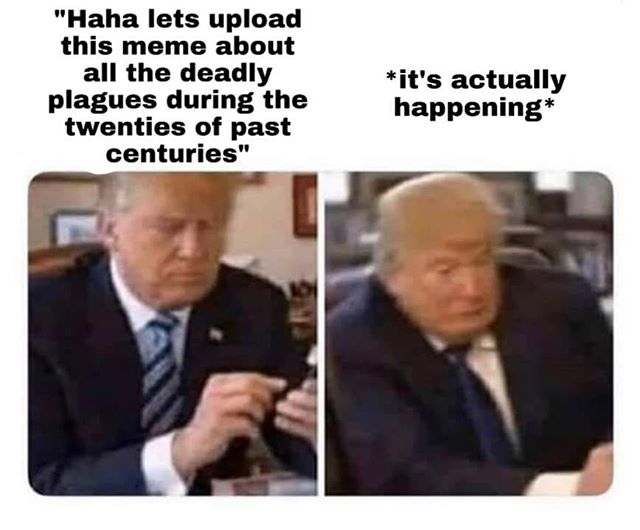 "Haha lets upload
this meme about
all the deadly
plagues during the
twenties of past
centuries"
*it's actually
happening*